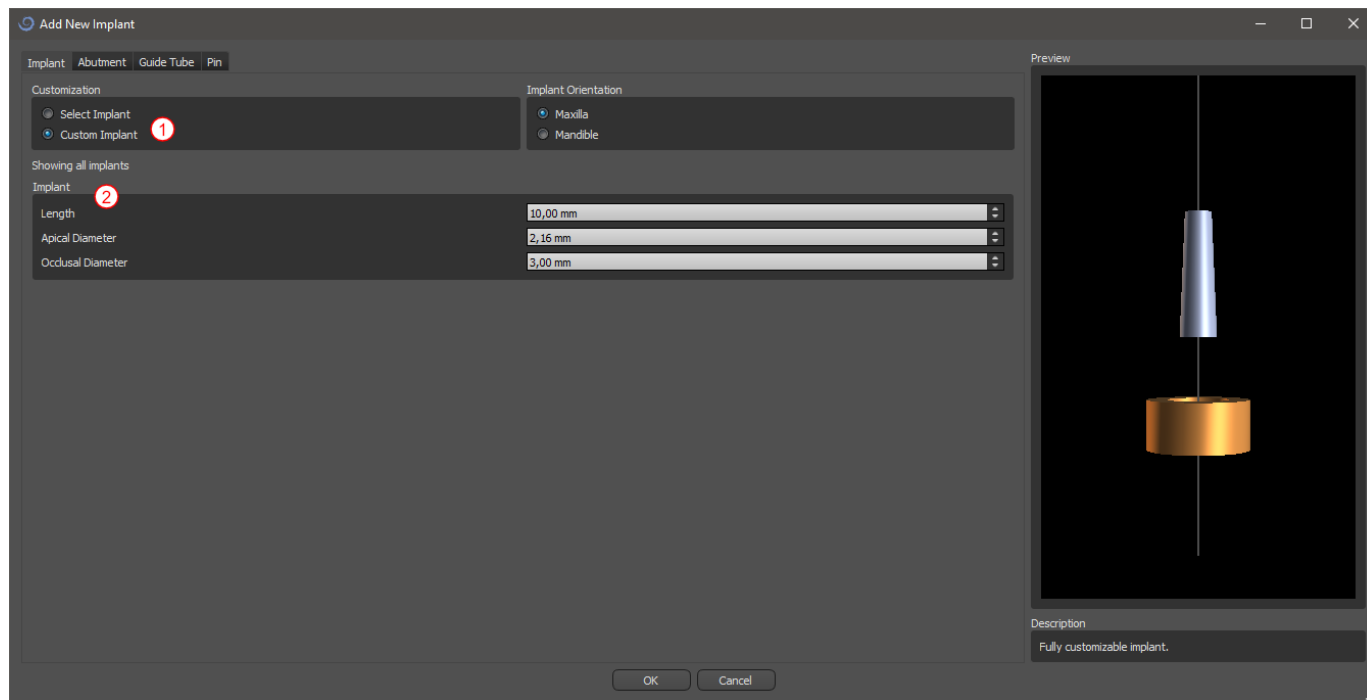 Add New Implant
Implant Abutment Guide Tube Pin
Customization
Select Implant
Custom Implant
1
Implant Orientation
Maxilla
Mandible
Showing all implants
Implant
2
Length 10,00 mm
Apical Diameter 2,16 mm
Occlusal Diameter 3,00 mm
Preview
Description
Fully customizable implant.
OK Cancel